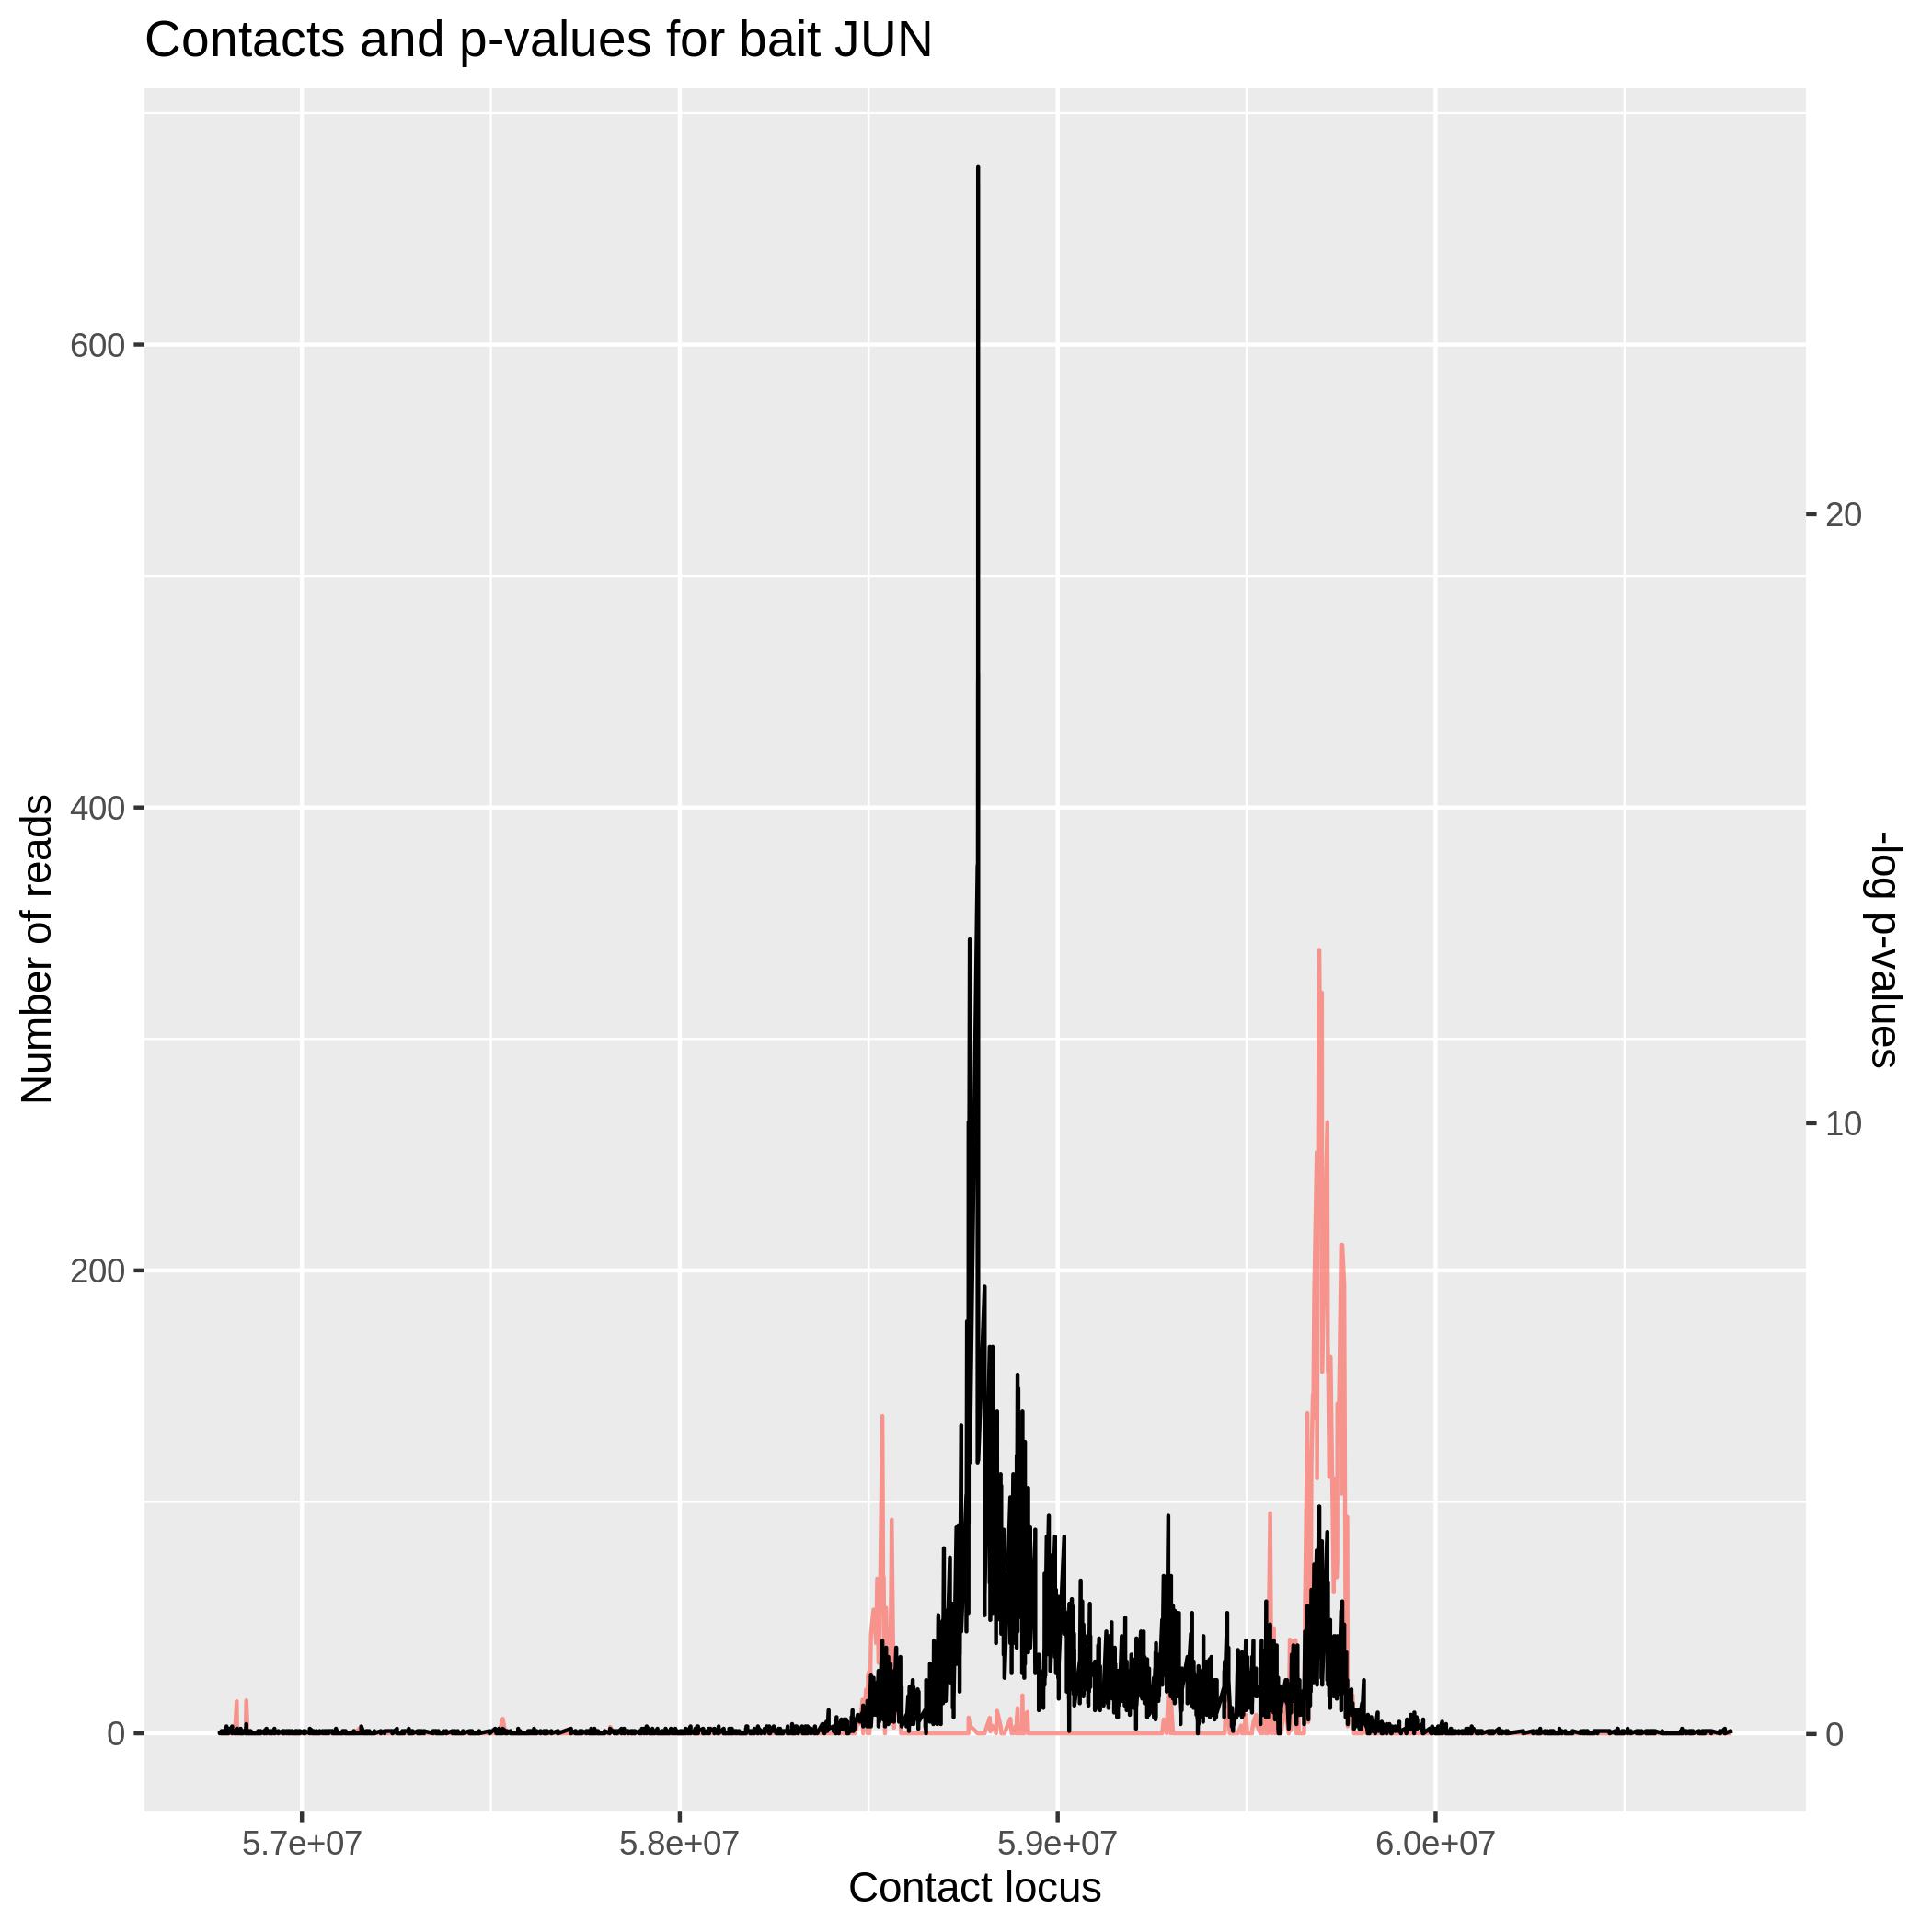 Contacts and p-values for bait JUN
Number of reads
600
400
200
0
20
10
0
-log p-values
5.7e+07
5.8e+07
5.9e+07
6.0e+07
Contact locus